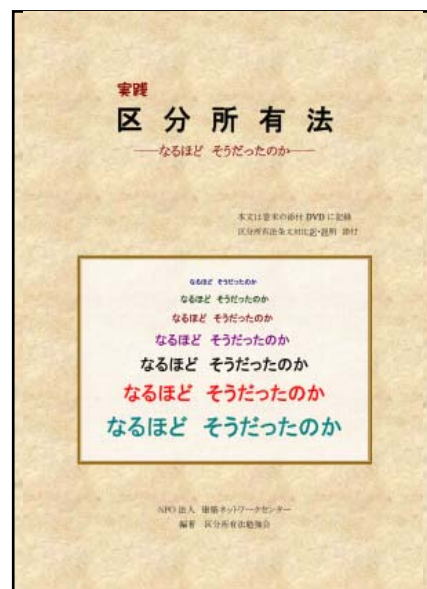 実践
区分所有法
──なるほど そうだったのか──
本文は巻末の添付DVDに記録
区分所有法条文対比訳・説明 添付
なるほど そうだったのか
なるほど そうだったのか
なるほど そうだったのか
なるほど そうだったのか
なるほど そうだったのか
なるほど そうだったのか
なるほど そうだったのか
NPO法人 建築ネットワークセンター
編著 区分所有法勉強会